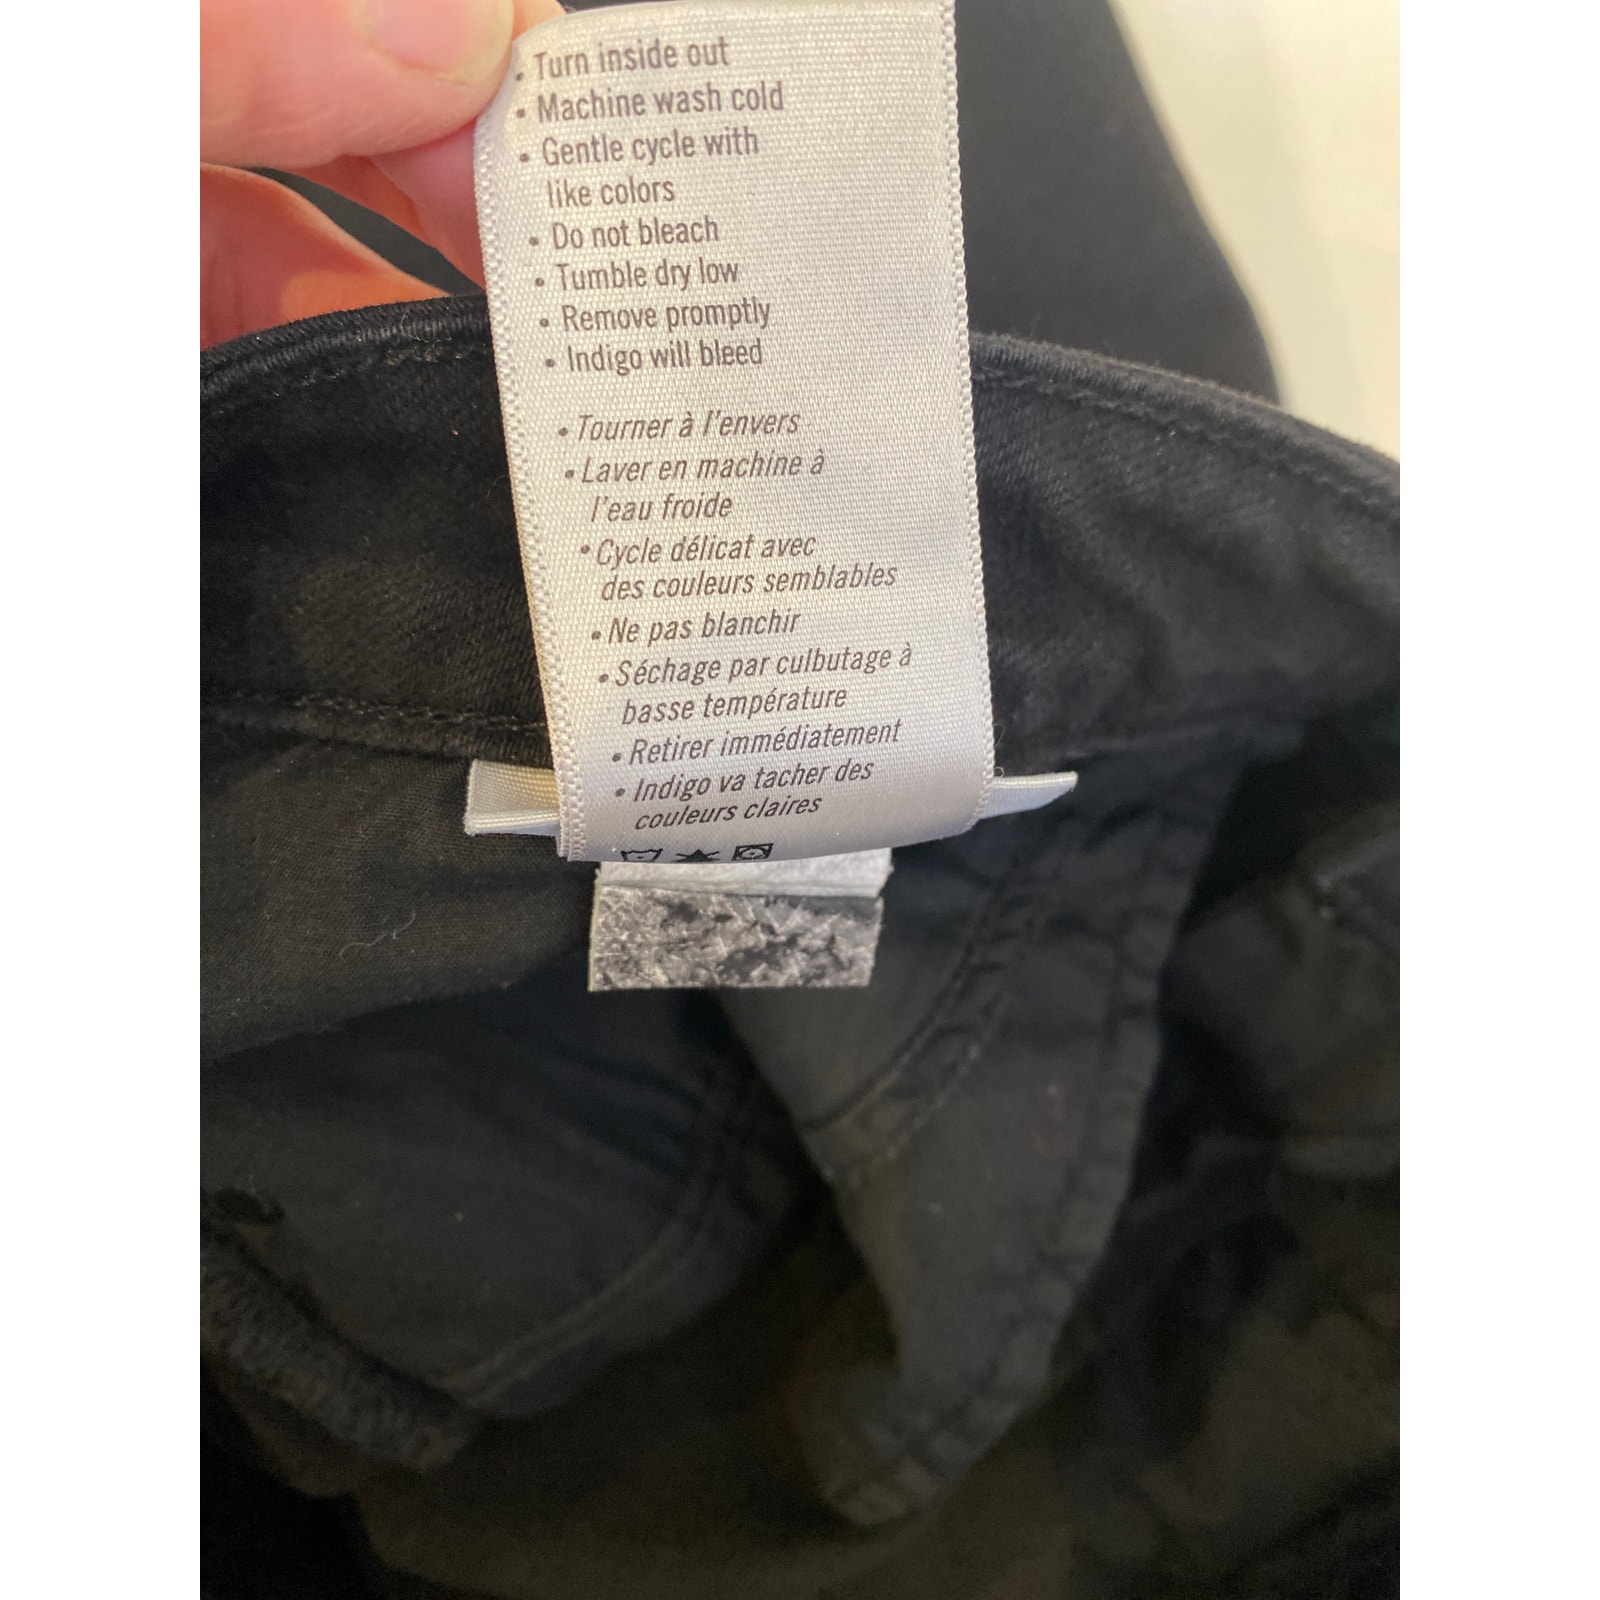 • Turn inside out
• Machine wash cold
• Gentle cycle with
like colors
• Do not bleach
• Tumble dry low
• Remove promptly
• Indigo will bleed
• Tourner à l'envers
• Laver en machine à
l'eau froide
• Cycle délicat avec
des couleurs semblables
• Ne pas blanchir
• Séchage par culbutage à
basse température
• Retirer immédiatement
• Indigo va tacher des
couleurs claires